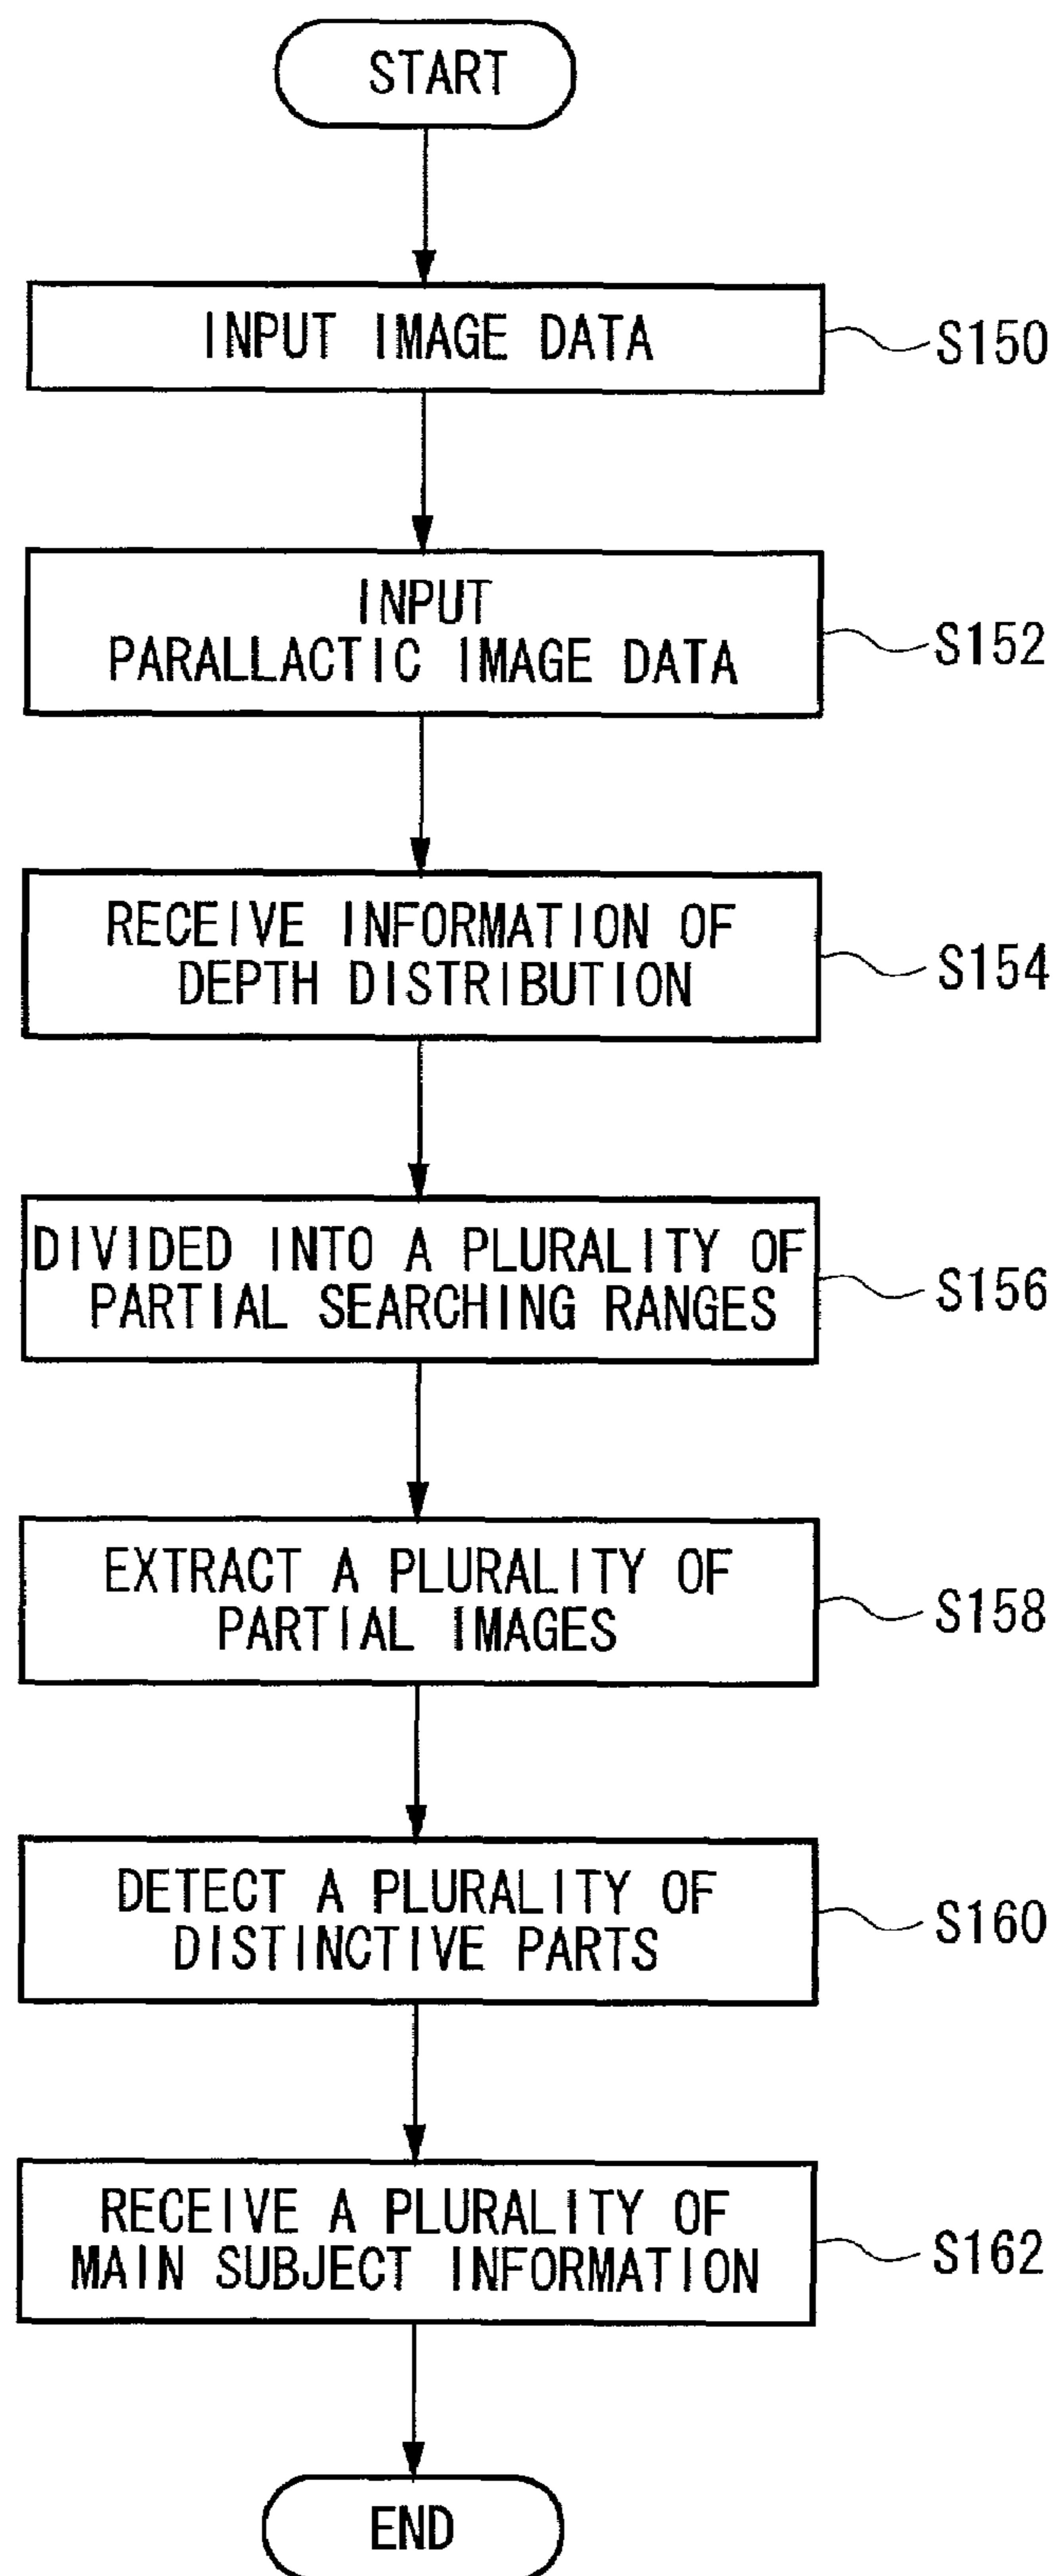 START
INPUT IMAGE DATA
S150
INPUT
PARALLACTIC IMAGE DATA
S152
RECEIVE INFORMATION OF
DEPTH DISTRIBUTION
S154
DIVIDED INTO A PLURALITY OF
PARTIAL SEARCHING RANGES
S156
EXTRACT A PLURALITY OF
PARTIAL IMAGES
S158
DETECT A PLURALITY OF
DISTINCTIVE PARTS
S160
RECEIVE A PLURALITY OF
MAIN SUBJECT INFORMATION
S162
END